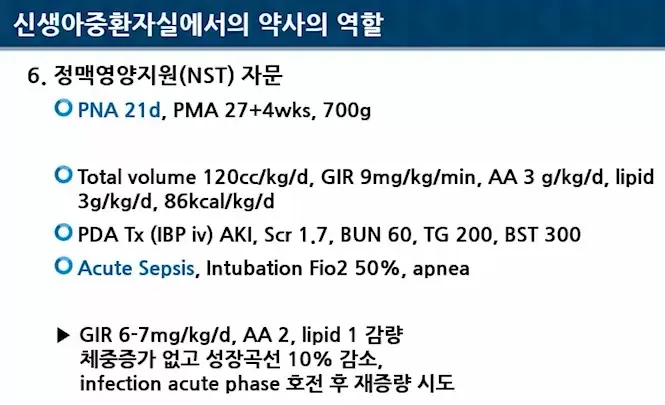 신생아중환자실에서의 약사의 역할
6. 정맥영양지원(NST) 자문
PNA 21d, PMA 27+4wks, 700g
Total volume 120cc/kg/d, GIR 9mg/kg/min, AA 3 g/kg/d, lipid
3g/kg/d, 86kcal/kg/d
PDA Tx (IBP iv) AKI, Scr 1.7, BUN 60, TG 200, BST 300
Acute Sepsis, Intubation Fio2 50%, apnea
▶ GIR 6-7mg/kg/d, AA 2, lipid 1 감량
체중증가 없고 성장곡선 10% 감소,
infection acute phase 호전 후 재증량 시도